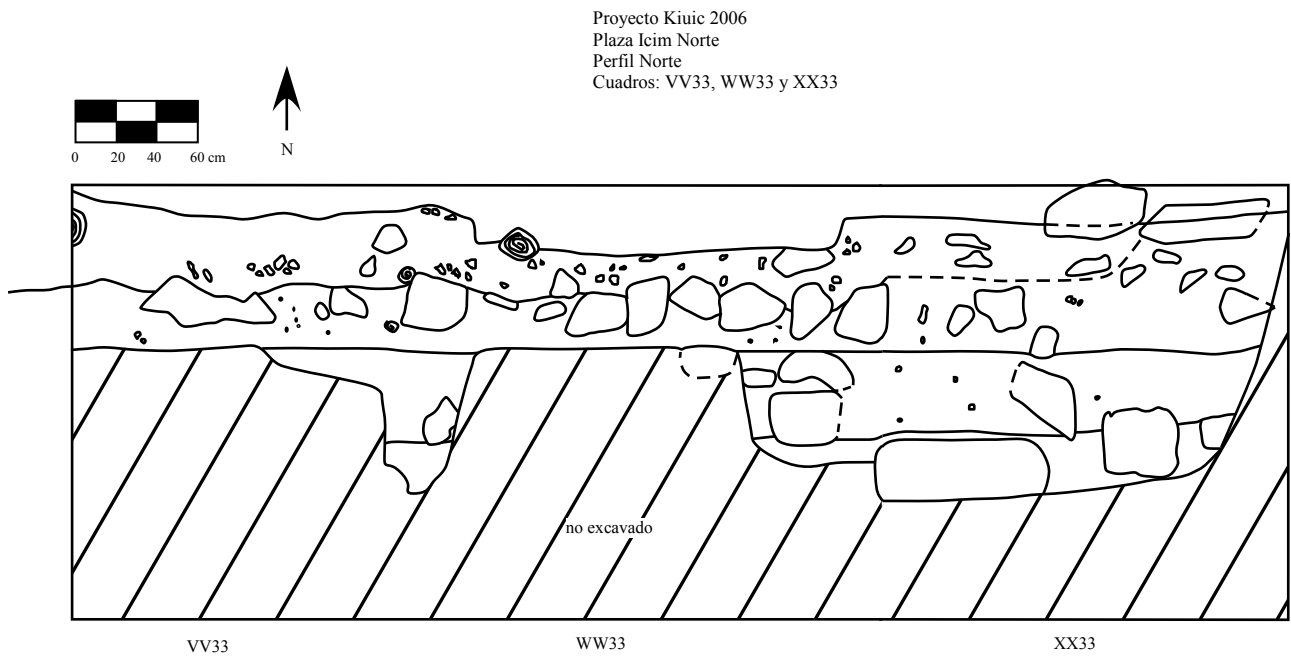 Proyecto Kiuic 2006
Plaza Icim Norte
Perfil Norte
Cuadros: VV33, WW33 y XX33
N
0 20 40 60 cm
no excavado
VV33 WW33 XX33